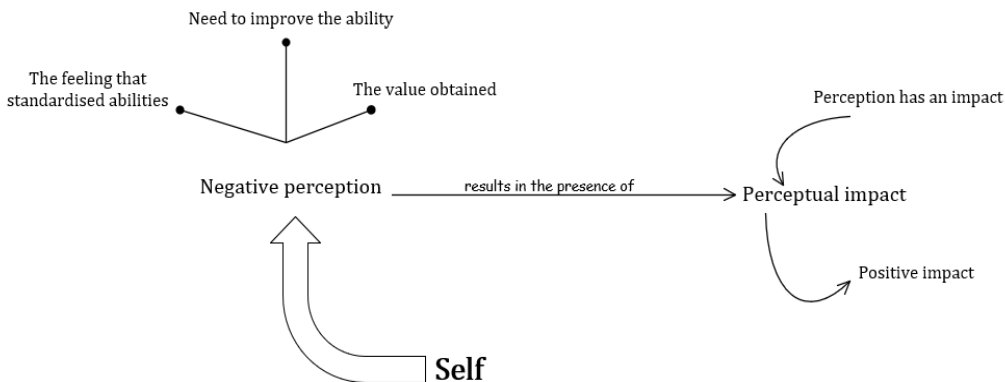 Need to improve the ability
The feeling that
standardised abilities
The value obtained
Perception has an impact
Negative perception
results in the presence of
Perceptual impact
Positive impact
Self